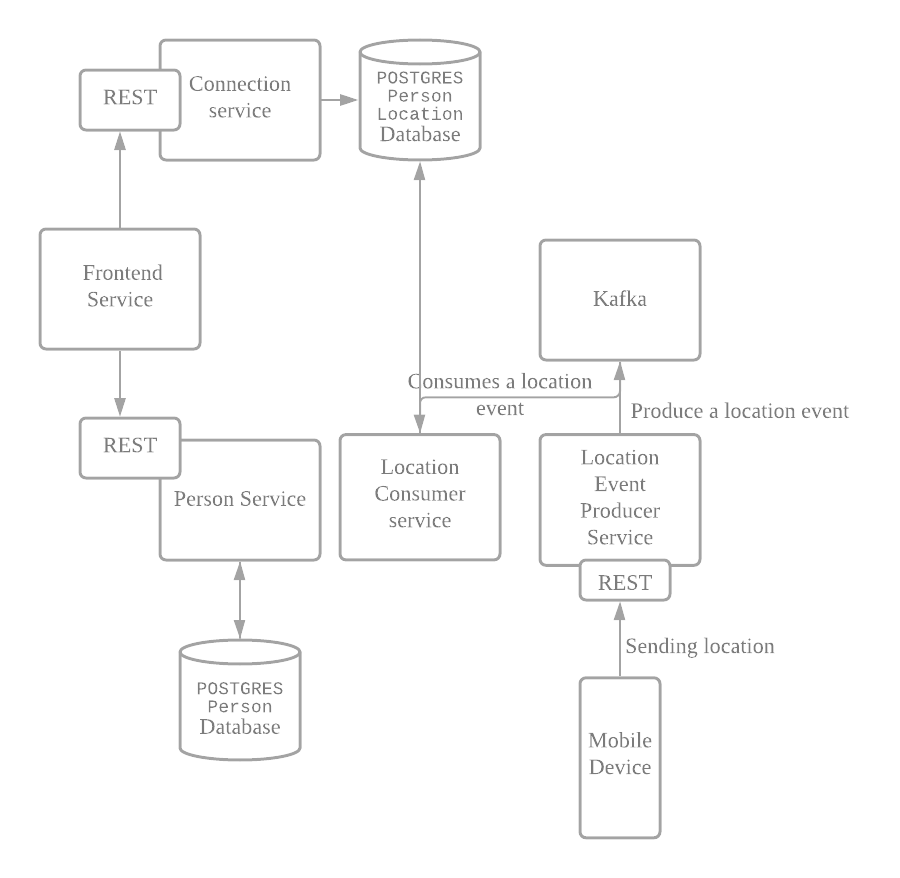 REST
Connection
service
POSTGRES
Person
Location
Database
Frontend
Service
Kafka
Consumes a location
event
Produce a location event
REST
Person Service
Location
Consumer
service
Location
Event
Producer
Service
REST
Sending location
POSTGRES
Person
Database
Mobile
Device